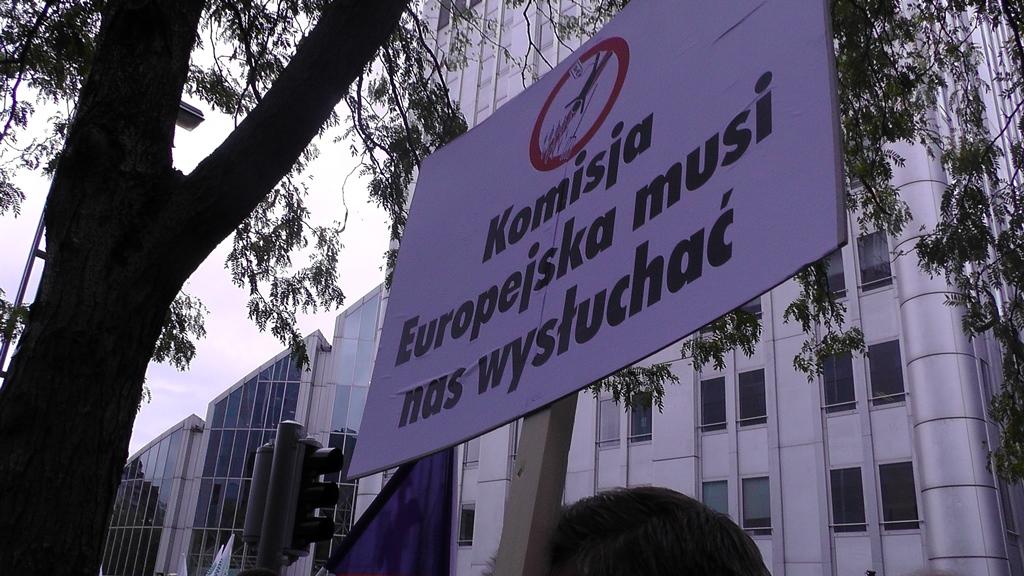 Komisja
Europejska musi
nas wysłuchać